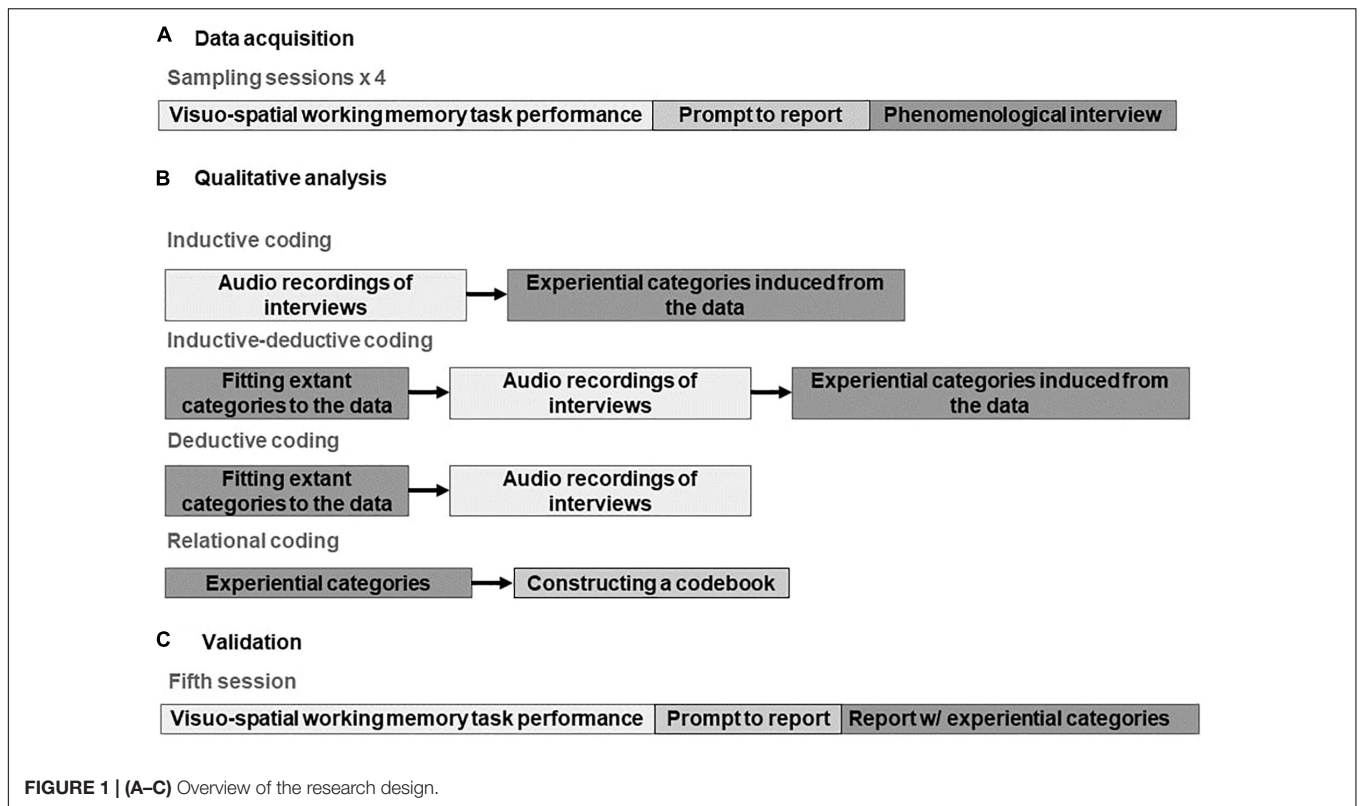 A Data acquisition
Sampling sessions x 4
Visuo-spatial working memory task performance Prompt to report Phenomenological interview
B Qualitative analysis
Inductive coding
Audio recordings of
interviews
Experiential categories induced from
the data
Inductive-deductive coding
Fitting extant
categories to the data
Audio recordings of
interviews
Experiential categories induced from
the data
Deductive coding
Fitting extant
categories to the data
Audio recordings of
interviews
Relational coding
Experiential categories Constructing a codebook
C Validation
Fifth session
Visuo-spatial working memory task performance Prompt to report Report w/ experiential categories
FIGURE 1 | (A–C) Overview of the research design.